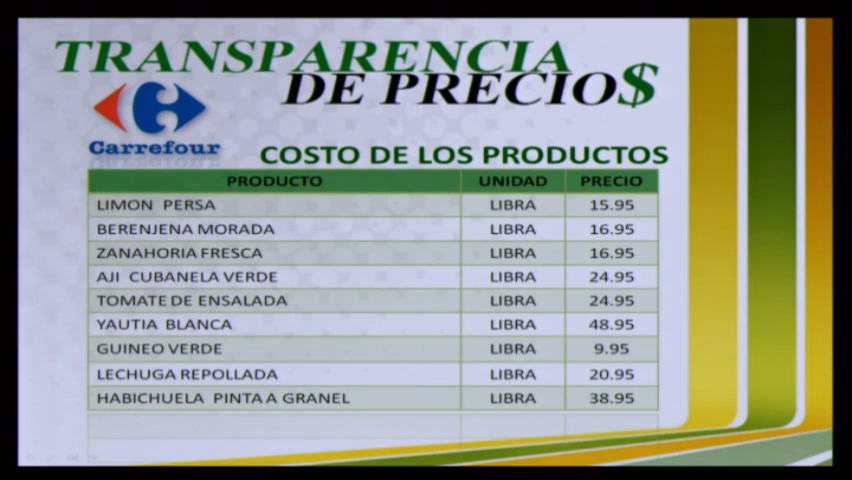 TRANSPARENCIA
DE PRECIO$
Carrefour
COSTO DE LOS PRODUCTOS
PRODUCTO UNIDAD PRECIO
LIMON PERSA LIBRA 15.95
BERENJENA MORADA LIBRA 16.95
ZANAHORIA FRESCA LIBRA 16.95
AJI CUBANELA VERDE LIBRA 24.95
TOMATE DE ENSALADA LIBRA 24.95
YAUTIA BLANCA LIBRA 48.95
GUINEO VERDE LIBRA 9.95
LECHUGA REPOLLADA LIBRA 20.95
HABICHUELA PINTA A GRANEL LIBRA 38.95